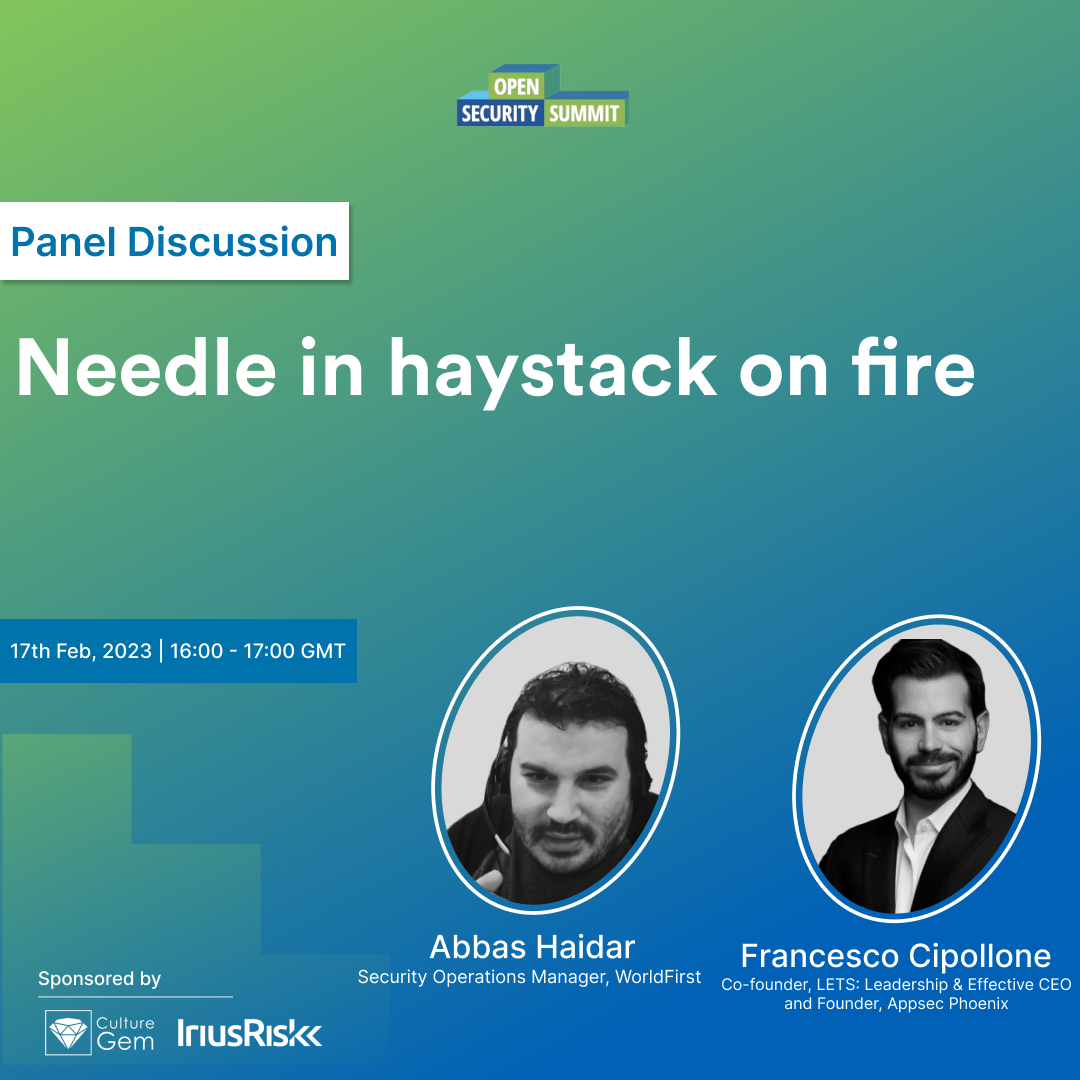 OPEN
SECURITY SUMMIT
Panel Discussion
Needle in haystack on fire
17th Feb, 2023 | 16:00 - 17:00 GMT
Abbas Haidar
Security Operations Manager, WorldFirst
Francesco Cipollone
Co-founder, LETS: Leadership & Effective CEO
and Founder, Appsec Phoenix
Sponsored by
Culture
Gem
IriusRisk